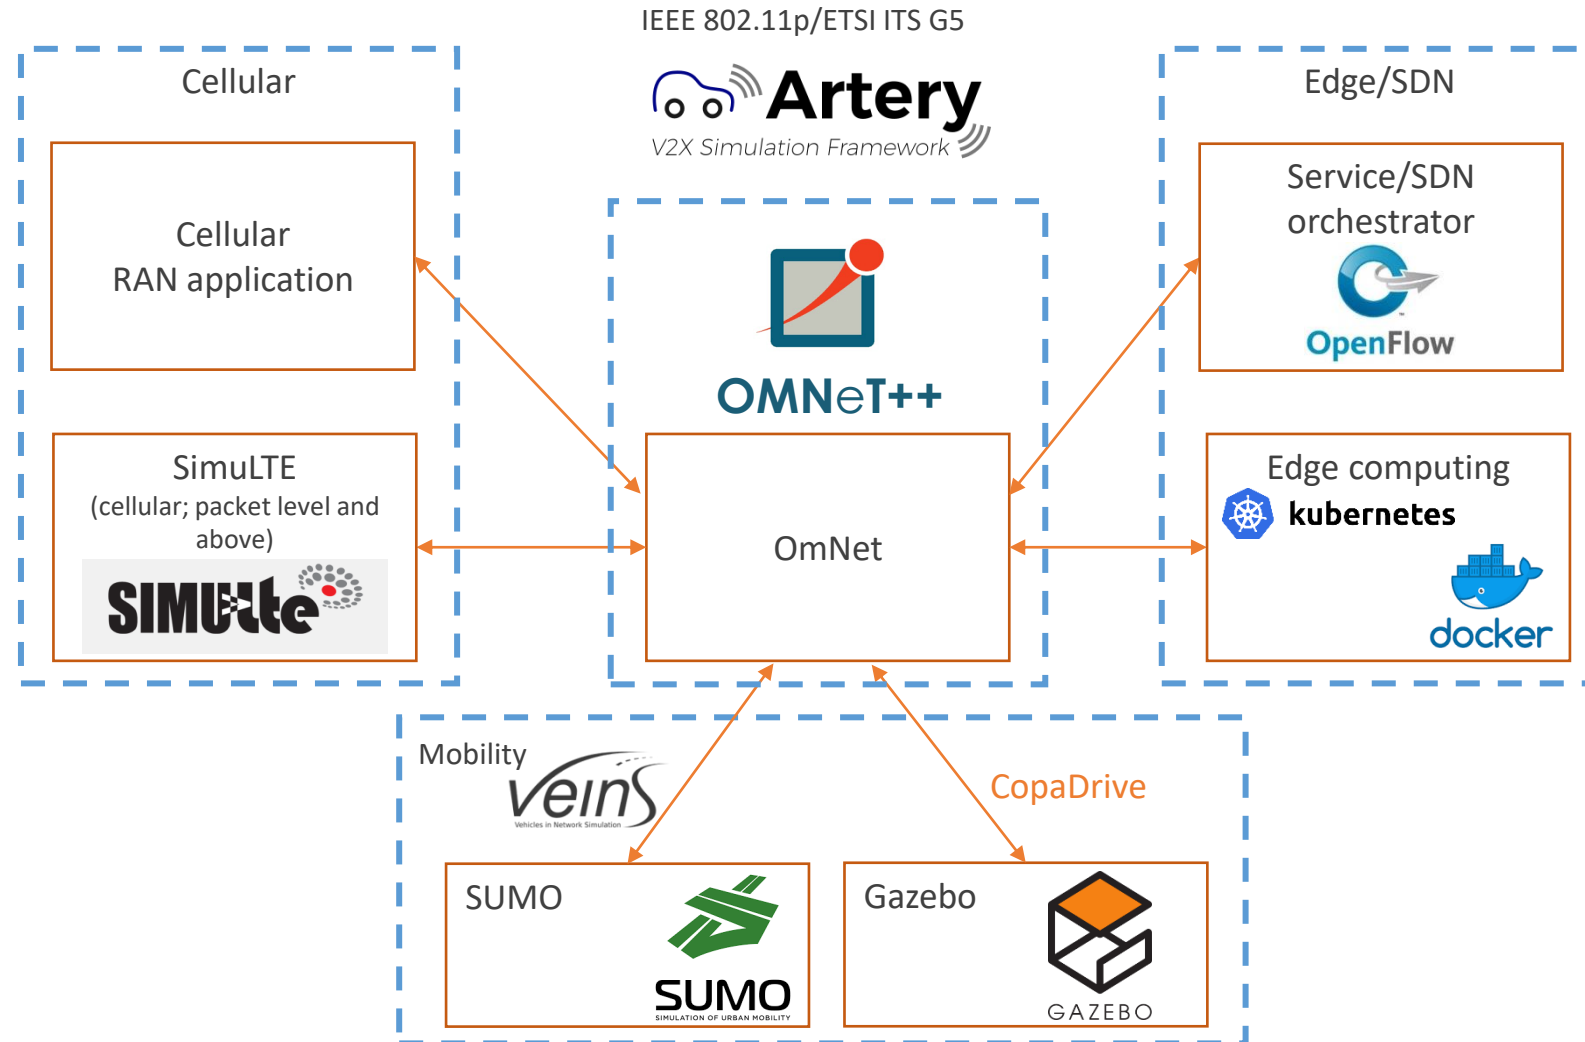 IEEE 802.11p/ETSI ITS G5
Artery
V2X Simulation Framework
Cellular
Cellular
RAN application
SimuLTE
(cellular; packet level and
above)
SIMUlte
OMNeT++
OmNet
Edge/SDN
Service/SDN
orchestrator
OpenFlow
™
Edge computing
kubernetes
docker
Mobility
veins
Vehicles in Network Simulation
CopaDrive
SUMO
SUMO
SIMULATION OF URBAN MOBILITY
Gazebo
GAZEBO